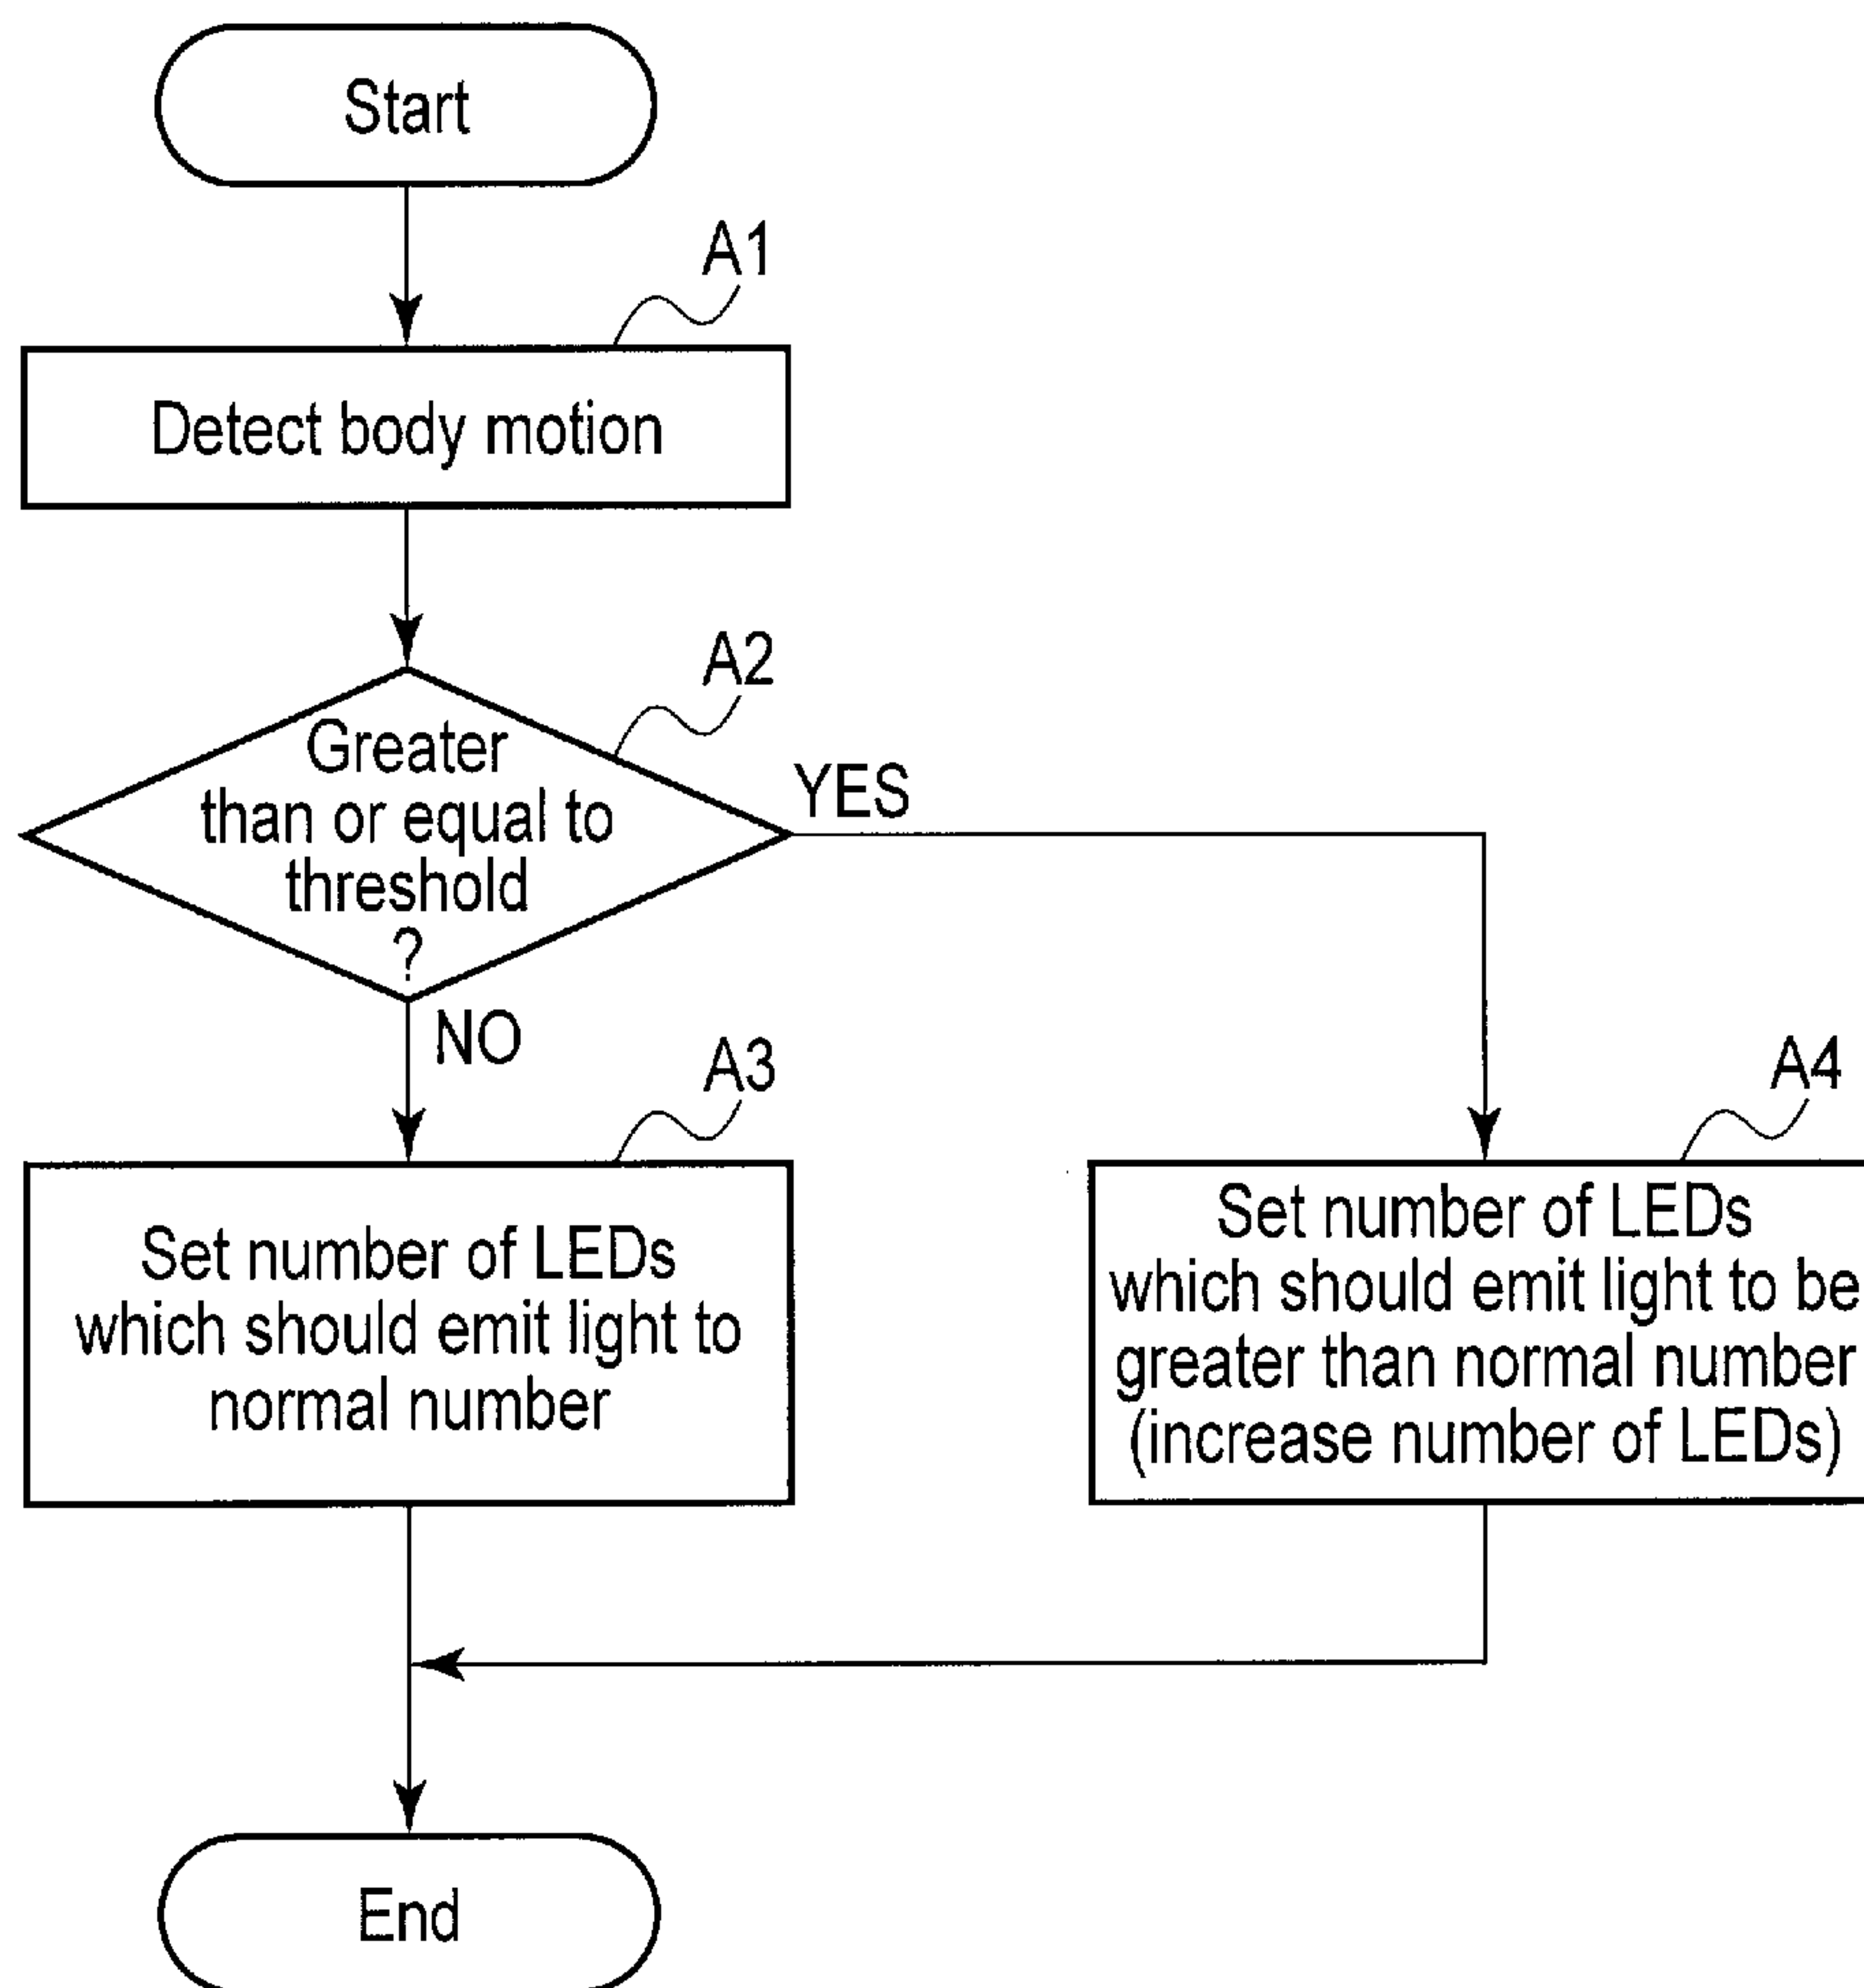 Start
A1
Detect body motion
A2
Greater
than or equal to
threshold
?
YES
NO
A3
Set number of LEDs
which should emit light to
normal number
A4
Set number of LEDs
which should emit light to be
greater than normal number
(increase number of LEDs)
End